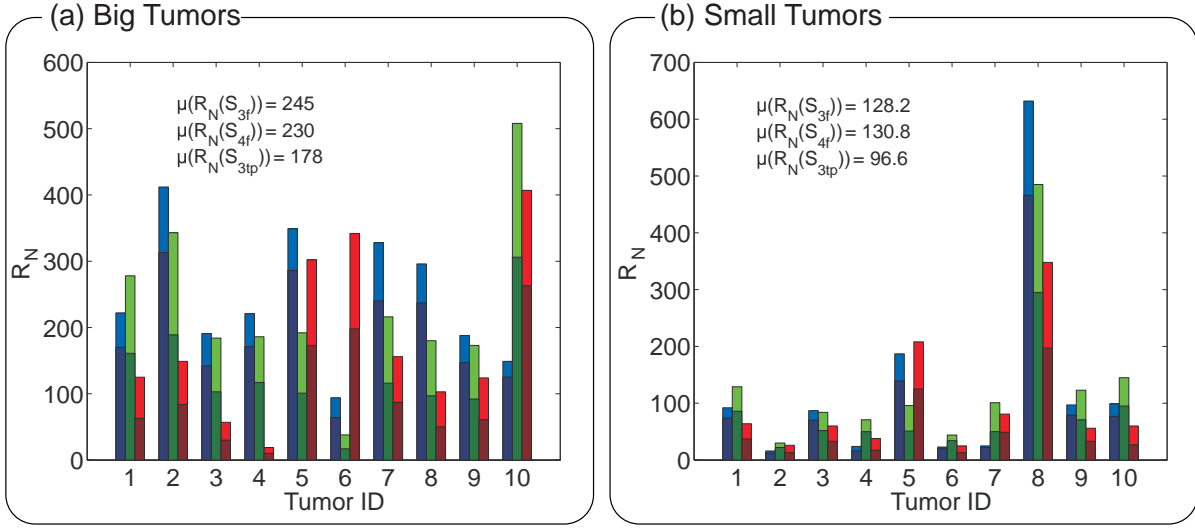 (a) Big Tumors
600
500
400
300
200
100
0
R_N
μ(R_N(S_3f)) = 245
μ(R_N(S_4f)) = 230
μ(R_N(S_3tp)) = 178
1 2 3 4 5 6 7 8 9 10
Tumor ID
(b) Small Tumors
700
600
500
400
300
200
100
0
R_N
μ(R_N(S_3f)) = 128.2
μ(R_N(S_4f)) = 130.8
μ(R_N(S_3tp)) = 96.6
1 2 3 4 5 6 7 8 9 10
Tumor ID